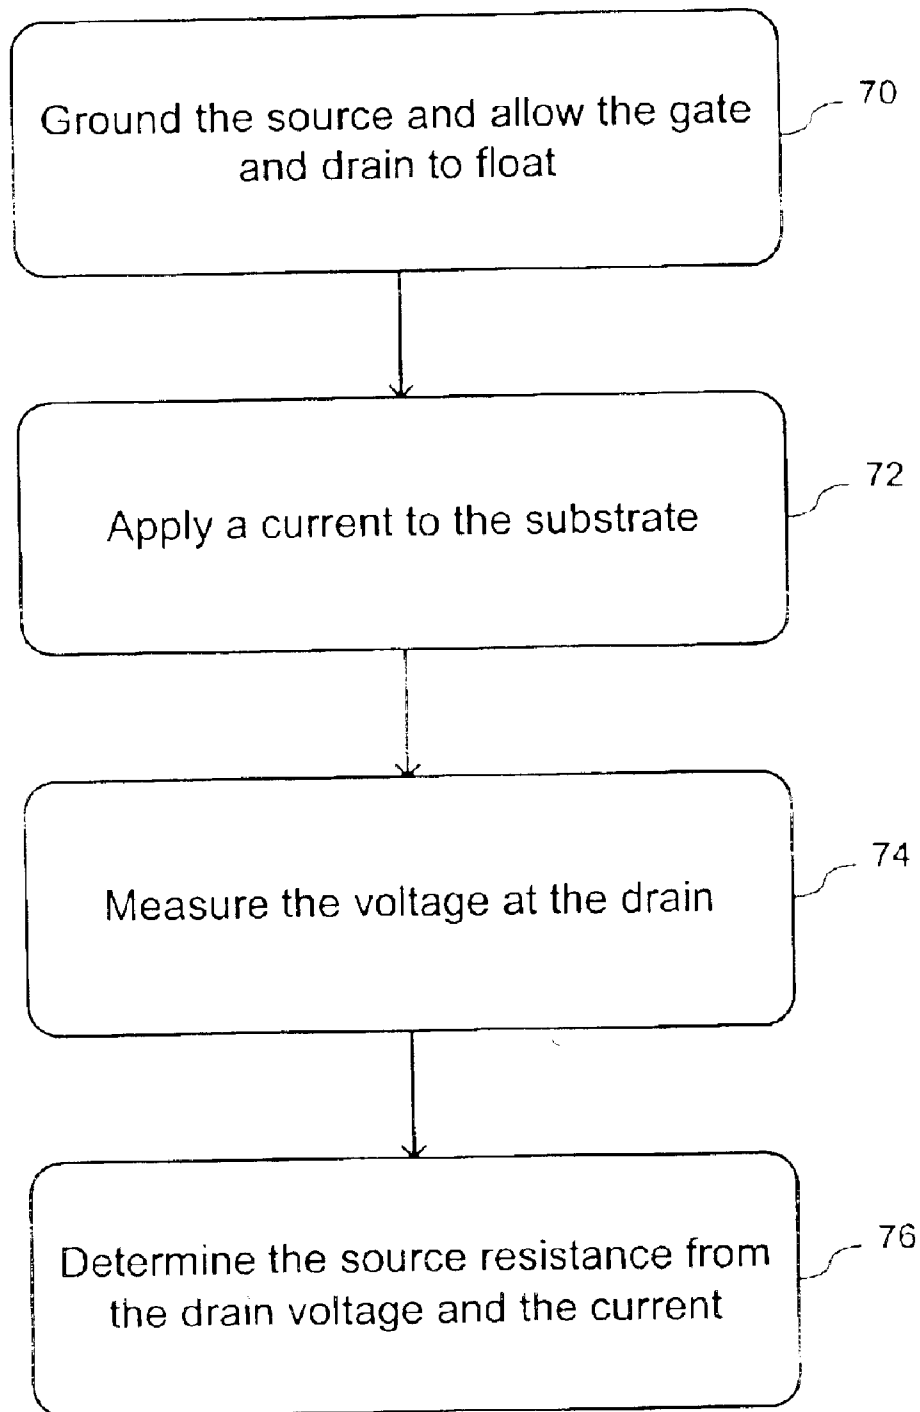 Ground the source and allow the gate
and drain to float
70
Apply a current to the substrate
72
Measure the voltage at the drain
74
Determine the source resistance from
the drain voltage and the current
76